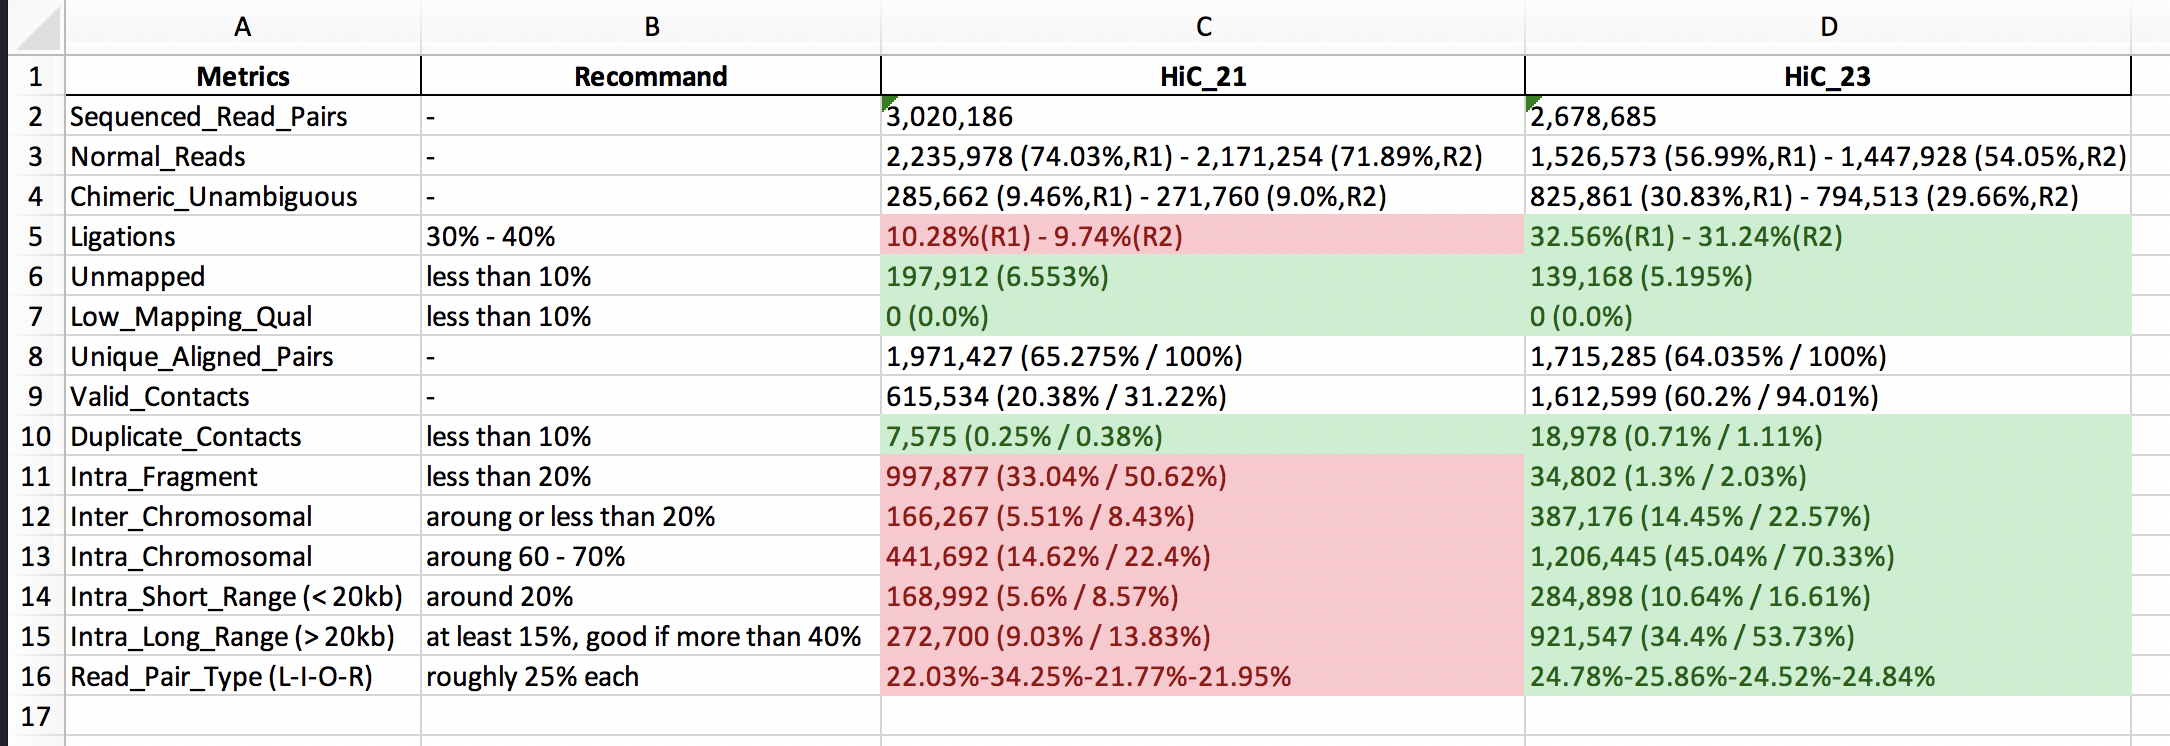 A B C D
1 Metrics Recommand HiC_21 HiC_23
2 Sequenced_Read_Pairs - 3,020,186 2,678,685
3 Normal_Reads - 2,235,978 (74.03%,R1) - 2,171,254 (71.89%,R2) 1,526,573 (56.99%,R1) - 1,447,928 (54.05%,R2)
4 Chimeric_Unambiguous - 285,662 (9.46%,R1) - 271,760 (9.0%,R2) 825,861 (30.83%,R1) - 794,513 (29.66%,R2)
5 Ligations 30% - 40% 10.28%(R1) - 9.74%(R2) 32.56%(R1) - 31.24%(R2)
6 Unmapped less than 10% 197,912 (6.553%) 139,168 (5.195%)
7 Low_Mapping_Qual less than 10% 0 (0.0%) 0 (0.0%)
8 Unique_Aligned_Pairs - 1,971,427 (65.275% / 100%) 1,715,285 (64.035% / 100%)
9 Valid_Contacts - 615,534 (20.38% / 31.22%) 1,612,599 (60.2% / 94.01%)
10 Duplicate_Contacts less than 10% 7,575 (0.25% / 0.38%) 18,978 (0.71% / 1.11%)
11 Intra_Fragment less than 20% 997,877 (33.04% / 50.62%) 34,802 (1.3% / 2.03%)
12 Inter_Chromosomal aroung or less than 20% 166,267 (5.51% / 8.43%) 387,176 (14.45% / 22.57%)
13 Intra_Chromosomal aroung 60 - 70% 441,692 (14.62% / 22.4%) 1,206,445 (45.04% / 70.33%)
14 Intra_Short_Range (< 20kb) around 20% 168,992 (5.6% / 8.57%) 284,898 (10.64% / 16.61%)
15 Intra_Long_Range (> 20kb) at least 15%, good if more than 40% 272,700 (9.03% / 13.83%) 921,547 (34.4% / 53.73%)
16 Read_Pair_Type (L-I-O-R) roughly 25% each 22.03%-34.25%-21.77%-21.95% 24.78%-25.86%-24.52%-24.84%
17